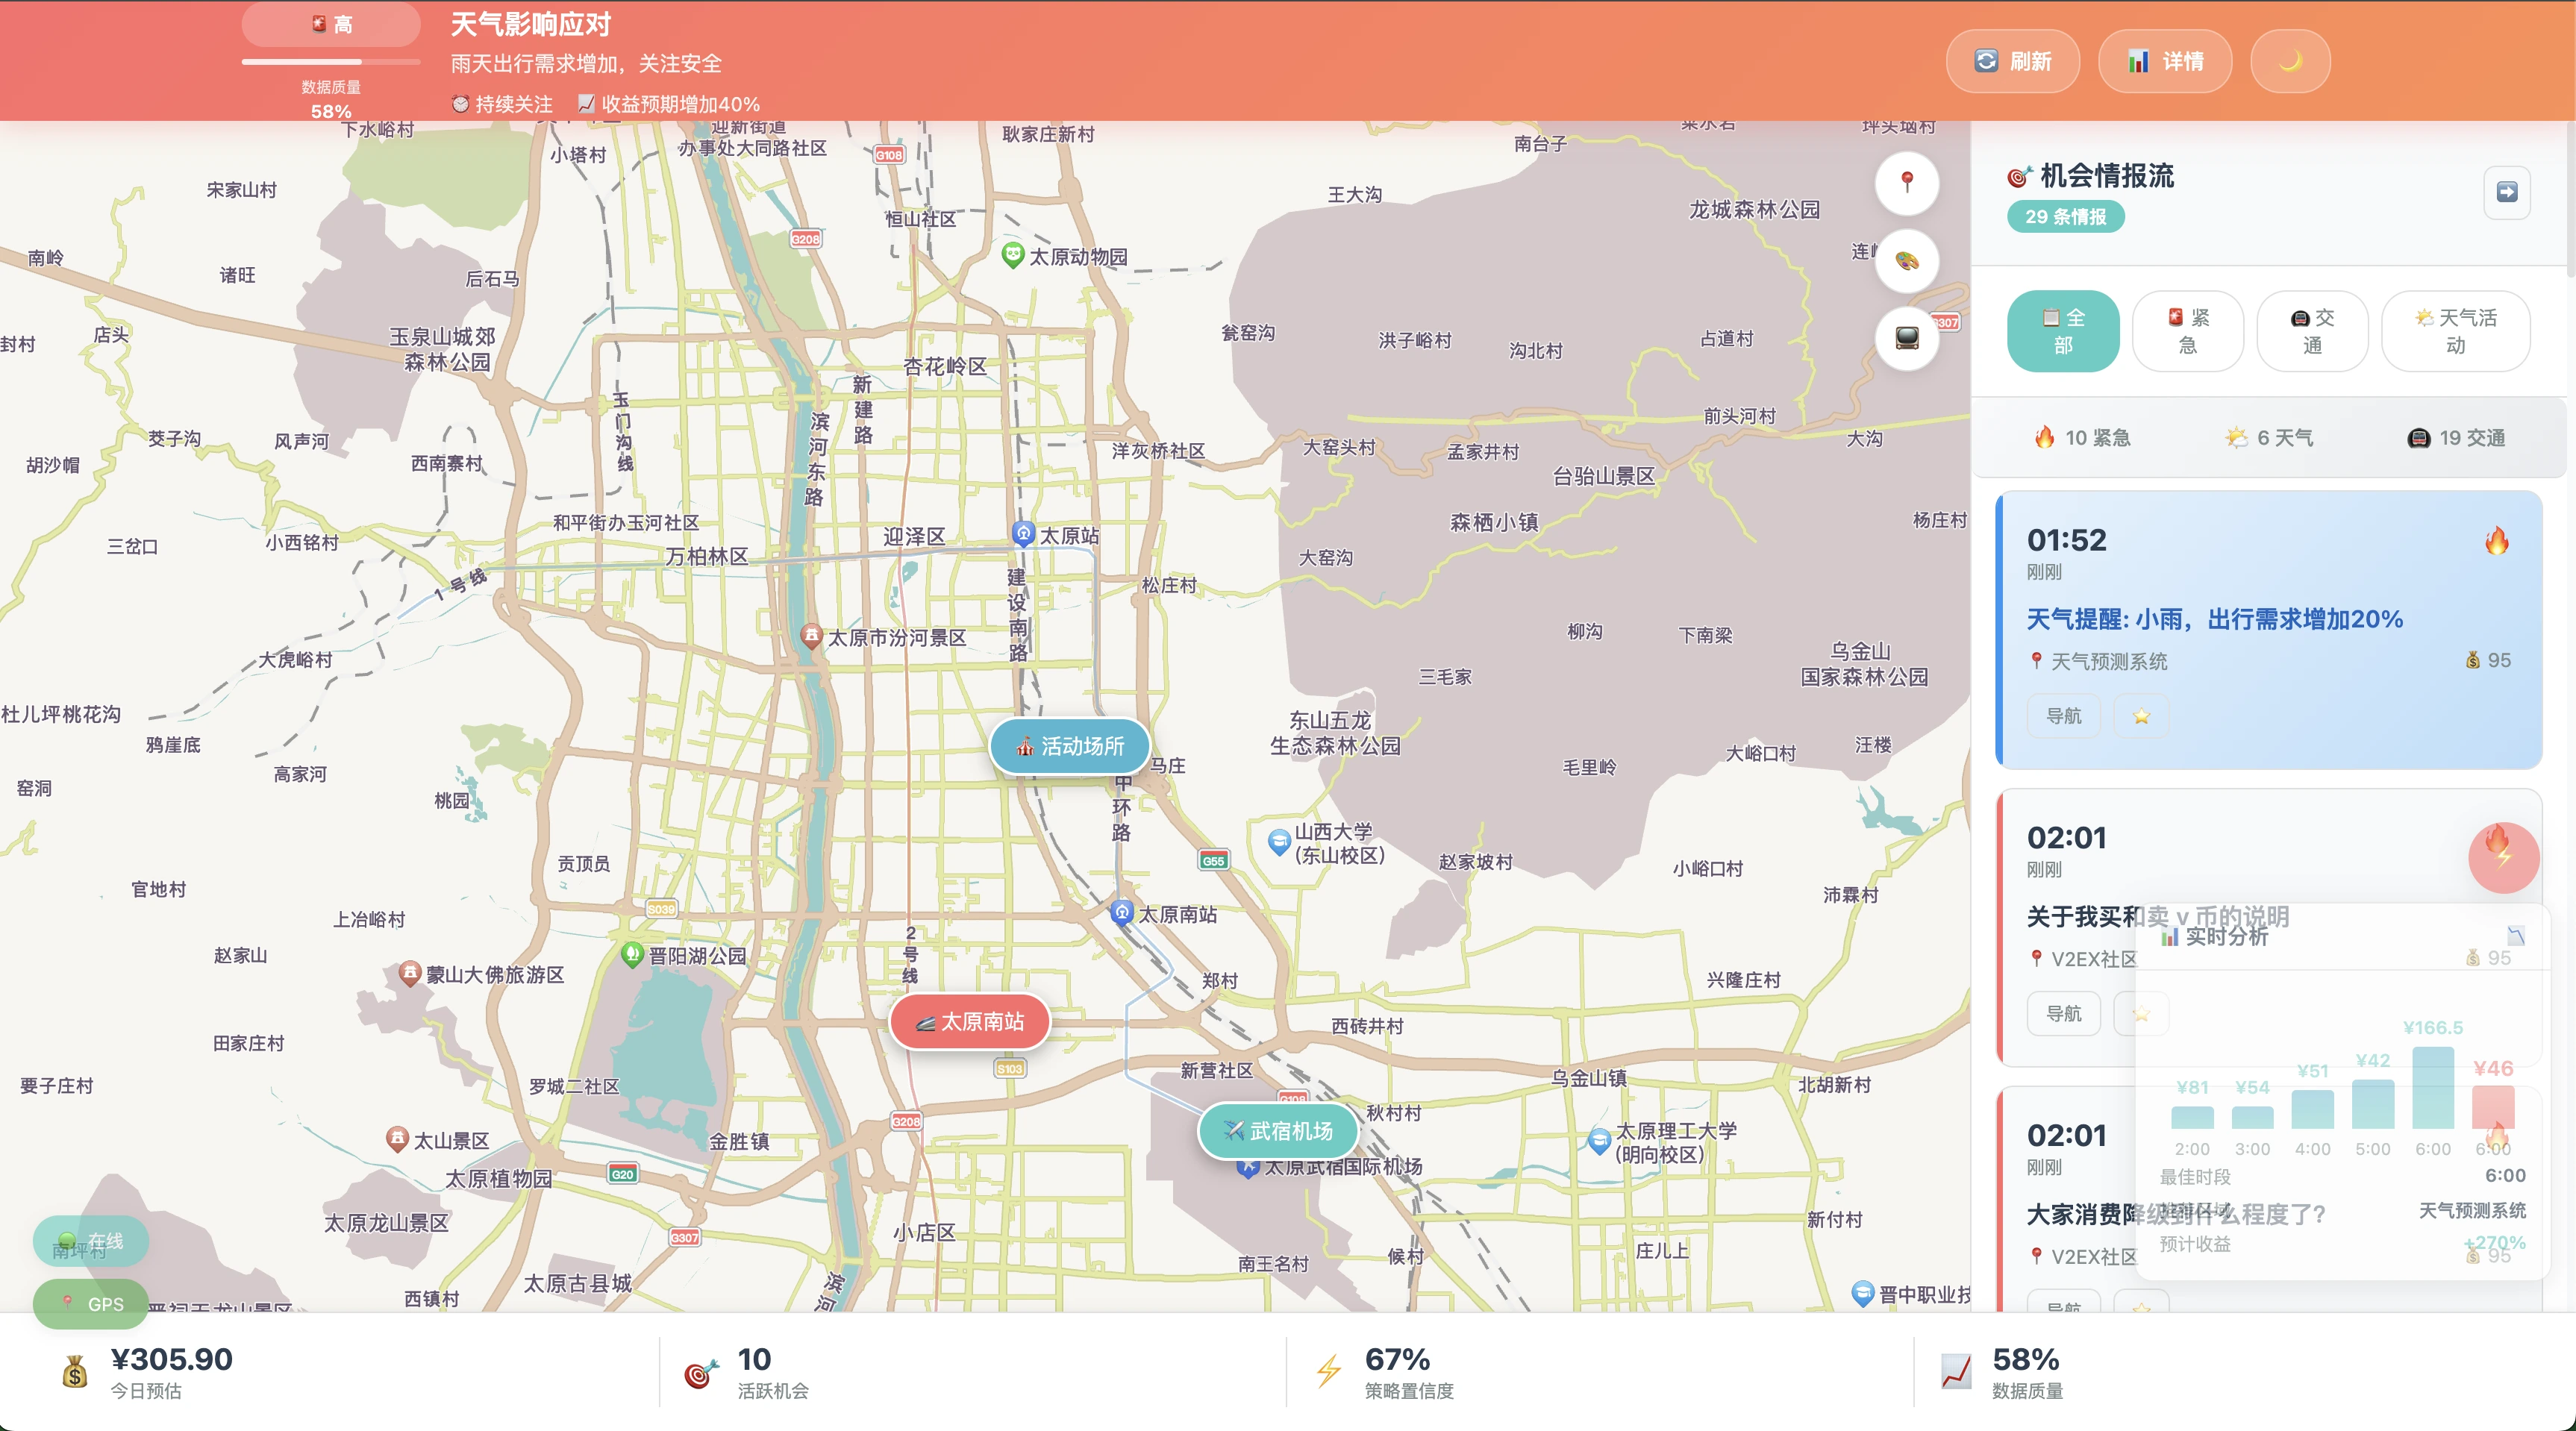 🚨 高
数据质量
58%
天气影响应对
雨天出行需求增加，关注安全
⏰ 持续关注 📈 收益预期增加40%
🔄 刷新
📊 详情
🌙
下水峪村
小塔村
迎新街道
办事处大同路社区
G108
耿家庄新村
南台子
坪头垴村
宋家山村
王大沟
龙城森林公园
恒山社区
G208
太原动物园
南岭
诸旺
后石马
店头
封村
玉泉山城郊
森林公园
瓮窑沟
洪子峪村
沟北村
占道村
307
杏花岭区
新建路
玉门沟线
滨河东路
前头河村
茭子沟
风声河
西南寨村
胡沙帽
洋灰桥社区
大窑头村
孟家井村
大沟
台骀山景区
和平街办玉河社区
迎泽区
太原站
森栖小镇
杨庄村
三岔口
小西铭村
万柏林区
大窑沟
1号线
建设南路
松庄村
太原市汾河景区
柳沟
下南梁
大虎峪村
三毛家
乌金山
国家森林公园
杜儿坪桃花沟
鸦崖底
东山五龙
生态森林公园
🎪 活动场所
马庄
大峪口村
汪楼
高家河
毛里岭
窑洞
桃园
中环路
山西大学
(东山校区)
G55
贡顶员
赵家坡村
小峪口村
官地村
沛霖村
上冶峪村
S039
太原南站
2号线
赵家山
晋阳湖公园
蒙山大佛旅游区
郑村
兴隆庄村
🚄 太原南站
田家庄村
西砖井村
S103
要子庄村
罗城二社区
新营社区
乌金山镇
北胡新村
G108
G208
✈️ 武宿机场
秋村村
太原理工大学
(明向校区)
太山景区
金胜镇
太原武宿国际机场
G20
太原植物园
太原龙山景区
G307
小店区
新付村
🟢 在线
南坪村
南王名村
候村
庄儿上
太原古县城
西镇村
滨河
📍 GPS
晋祠天龙山景区
晋中职业技
🎯 机会情报流
29 条情报
➡️
📋 全部
🚨 紧急
🚇 交通
🌤️ 天气活动
🔥 10 紧急
🌤️ 6 天气
🚇 19 交通
01:52
刚刚
天气提醒: 小雨，出行需求增加20%
📍 天气预测系统
💰 95
导航
⭐
02:01
刚刚
关于我买和卖 v 币的说明
📍 V2EX社区
💰 95
导航
⭐
📊 实时分析
📉
¥81
¥54
¥51
¥42
¥166.5
¥46
2:00
3:00
4:00
5:00
6:00
6:00
最佳时段
6:00
天气预测系统
预计收益
+270%
02:01
刚刚
大家消费降级到什么程度了?
📍 V2EX社区
💰 95
导航
⭐
💰 ¥305.90
今日预估
🎯 10
活跃机会
⚡ 67%
策略置信度
📈 58%
数据质量